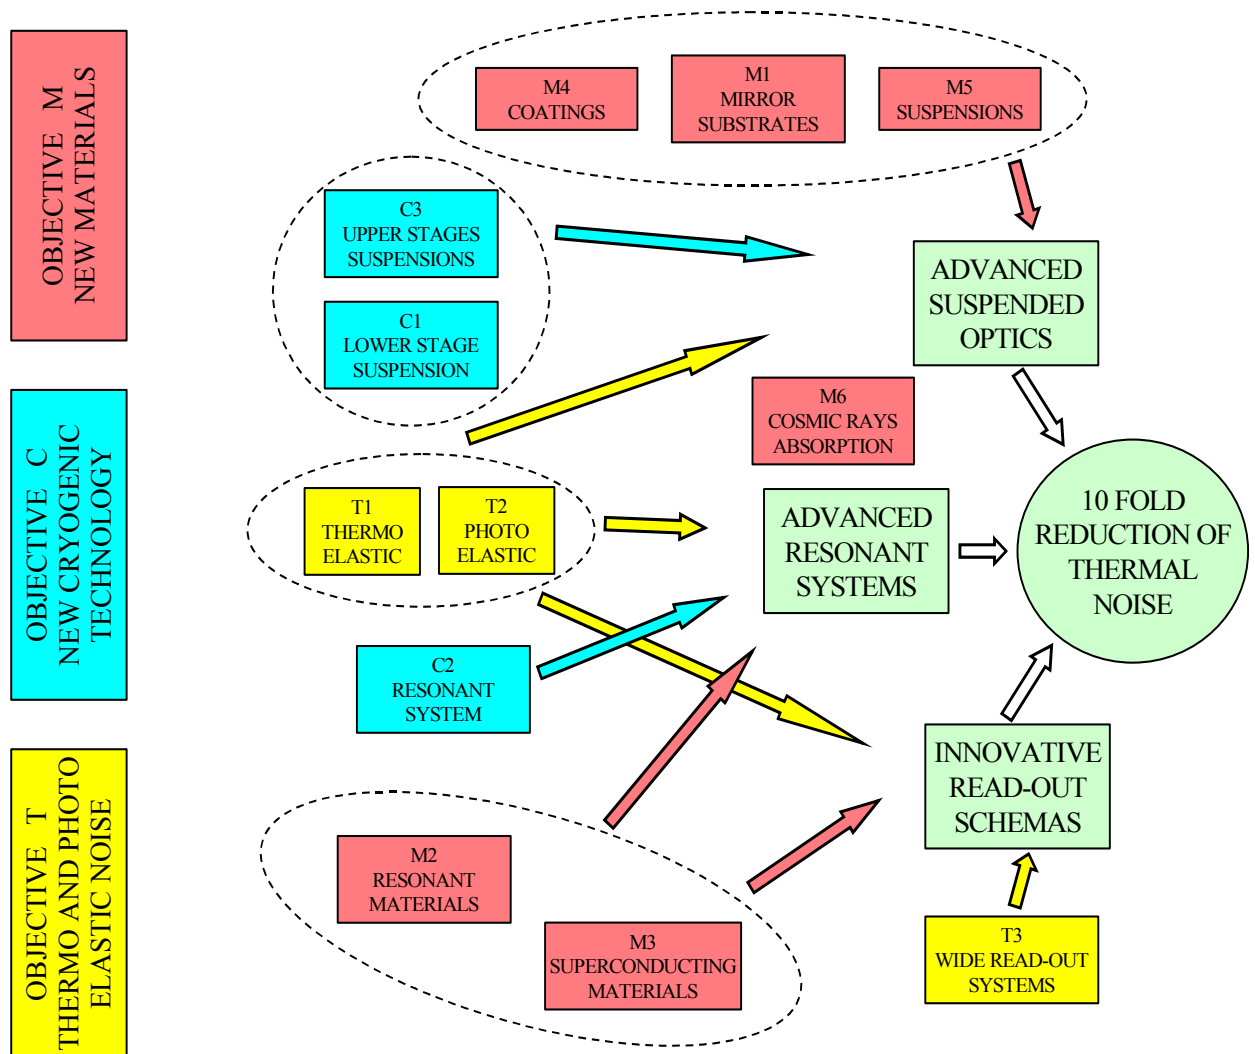 OBJECTIVE M
NEW MATERIALS
OBJECTIVE C
NEW CRYOGENIC
TECHNOLOGY
OBJECTIVE T
THERMO AND PHOTO
ELASTIC NOISE
M4
COATINGS
M1
MIRROR
SUBSTRATES
M5
SUSPENSIONS
C3
UPPER STAGES
SUSPENSIONS
C1
LOWER STAGE
SUSPENSION
ADVANCED
SUSPENDED
OPTICS
M6
COSMIC RAYS
ABSORPTION
T1
THERMO
ELASTIC
T2
PHOTO
ELASTIC
ADVANCED
RESONANT
SYSTEMS
10 FOLD
REDUCTION OF
THERMAL
NOISE
C2
RESONANT
SYSTEM
INNOVATIVE
READ-OUT
SCHEMAS
M2
RESONANT
MATERIALS
M3
SUPERCONDUCTING
MATERIALS
T3
WIDE READ-OUT
SYSTEMS